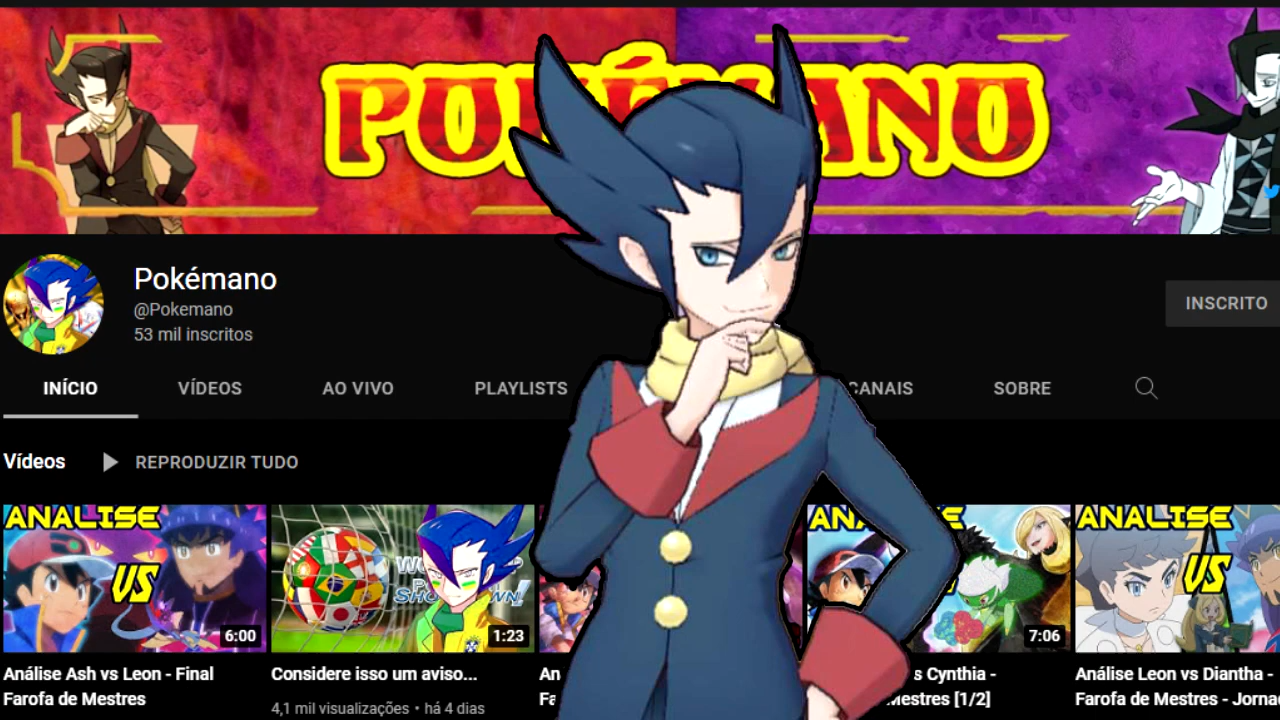 POKÉMANO
Pokémano
@Pokemano
53 mil inscritos
INSCRITO
INÍCIO VÍDEOS AO VIVO PLAYLISTS CANAIS SOBRE
Vídeos REPRODUZIR TUDO
ANALISE
VS
6:00
1:23
7:06
ANALISE
VS
Análise Ash vs Leon - Final
Farofa de Mestres
Considere isso um aviso...
4,1 mil visualizações • há 4 dias
s Cynthia -
Mestres [1/2]
Análise Leon vs Diantha -
Farofa de Mestres - Jorna